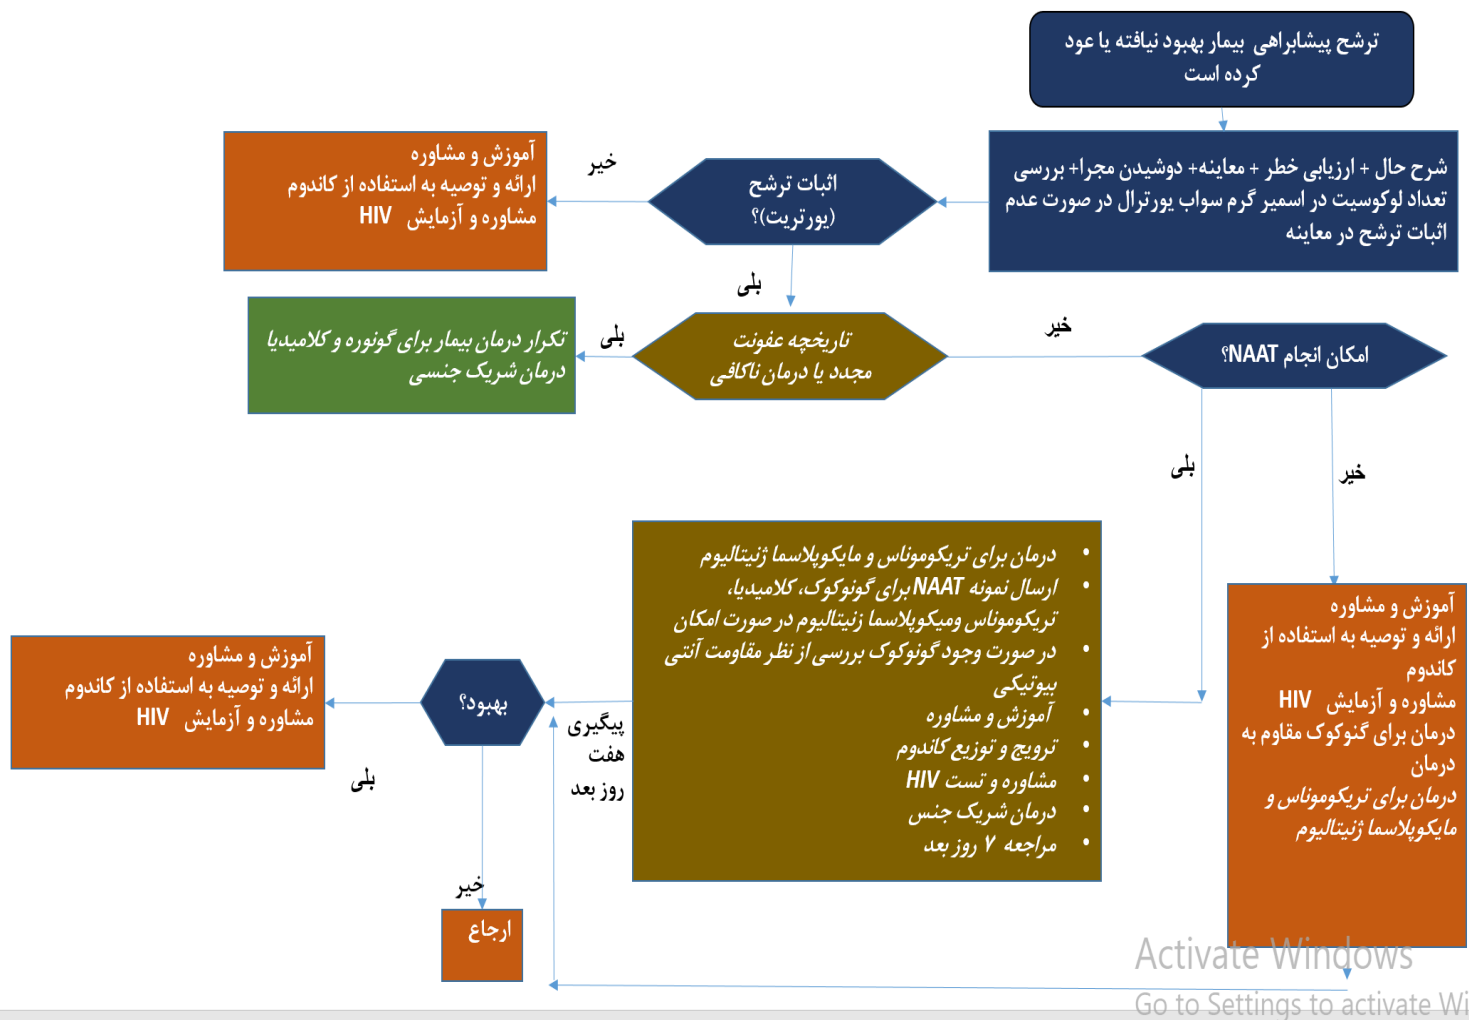 ترشح پیشابراهی بیمار بهبود نیافته یا عود
کرده است
شرح حال + ارزیابی خطر + معاینه+ دوشیدن مجرا+ بررسی
تعداد لوکوسیت در اسمیر گرم سواب یورترال در صورت عدم
اثبات ترشح در معاینه
اثبات ترشح
(یورتریت)؟
خیر
آموزش و مشاوره
ارائه و توصیه به استفاده از کاندوم
مشاوره و آزمایش HIV
بلی
تاریخچه عفونت
مجدد یا درمان ناکافی
بلی
تکرار درمان بیمار برای گونوره و کلامیدیا
درمان شریک جنسی
خیر
امکان انجام NAAT؟
بلی
خیر
آموزش و مشاوره
ارائه و توصیه به استفاده از
کاندوم
مشاوره و آزمایش HIV
درمان برای گنوکوک مقاوم به
درمان
درمان برای تریکوموناس و
مایکوپلاسما ژنیتالیوم
• درمان برای تریکوموناس و مایکوپلاسما ژنیتالیوم
• ارسال نمونه NAAT برای گونوکوک، کلامیدیا،
تریکوموناس ومیکوپلاسما زنیتالیوم در صورت امکان
• در صورت وجود گونوکوک بررسی از نظر مقاومت آنتی
بیوتیکی
• آموزش و مشاوره
• ترویج و توزیع کاندوم
• مشاوره و تست HIV
• درمان شریک جنس
• مراجعه ۷ روز بعد
پیگیری
هفت
روز بعد
بهبود؟
بلی
آموزش و مشاوره
ارائه و توصیه به استفاده از کاندوم
مشاوره و آزمایش HIV
خیر
ارجاع
Activate Windows
Go to Settings to activate Wi